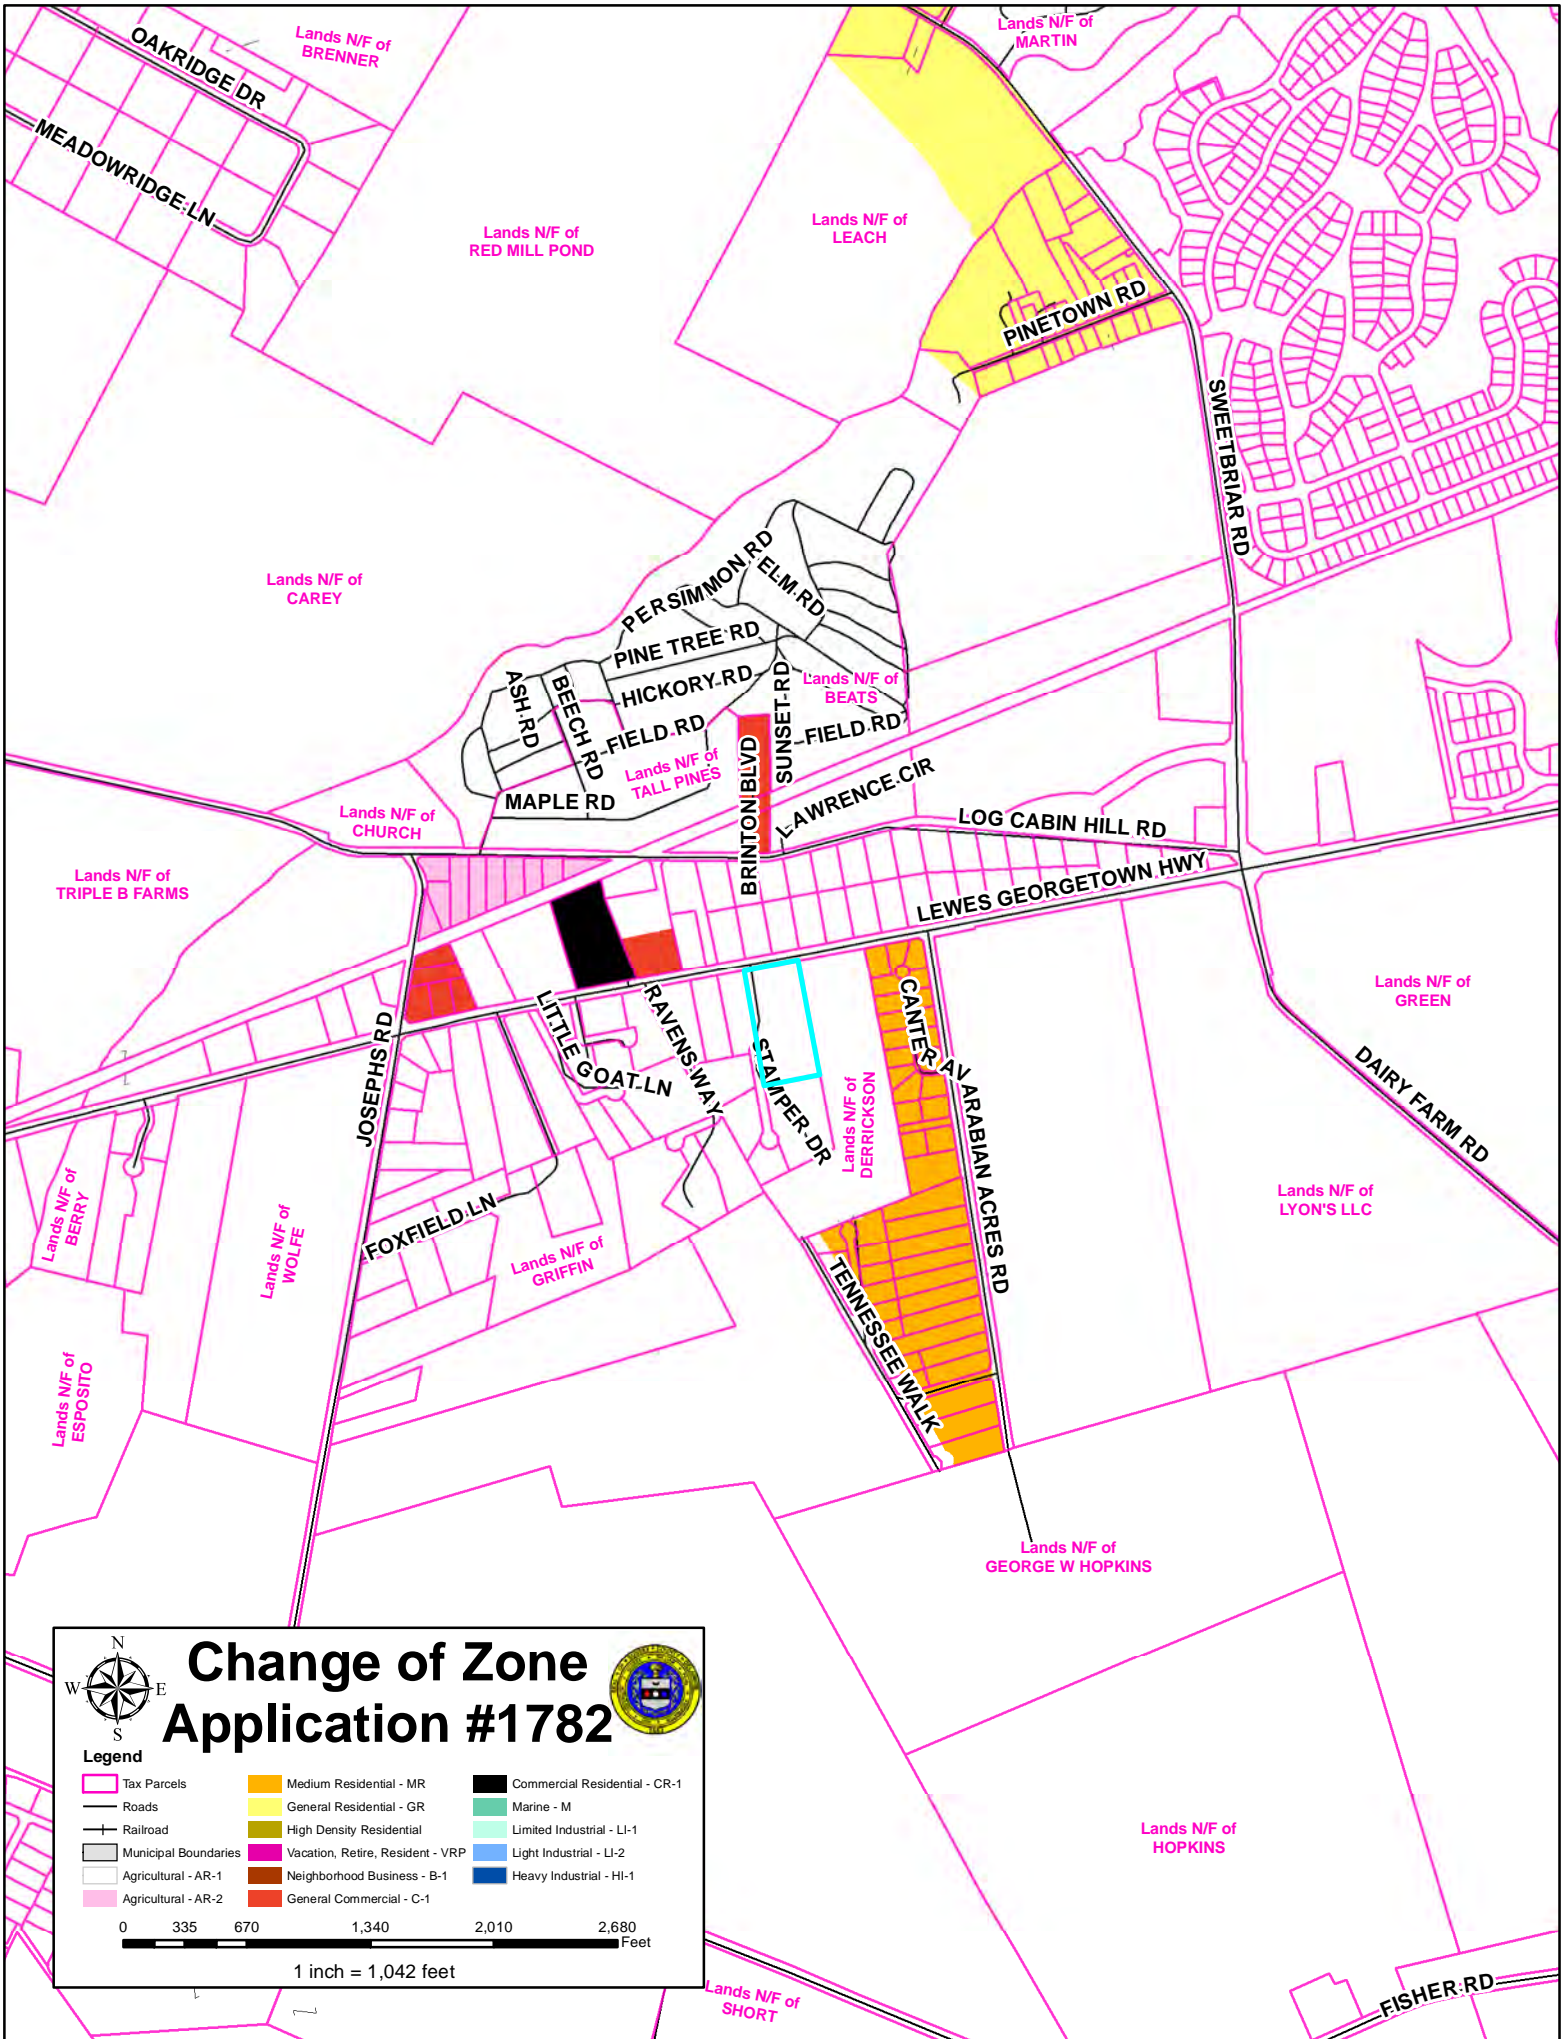 Lands N/F of
BRENNER
OAKRIDGE DR
MEADOWRIDGE LN
Lands N/F of
MARTIN
Lands N/F of
RED MILL POND
Lands N/F of
LEACH
PINETOWN RD
SWEETBRIAR RD
Lands N/F of
CAREY
PERSIMMON RD
ELM RD
PINE TREE RD
HICKORY RD
ASH RD
BEECH RD
FIELD RD
SUNSET RD
Lands N/F of
BEATS
FIELD RD
Lands N/F of
TALL PINES
BRINTON BLVD
MAPLE RD
LAWRENCE CIR
Lands N/F of
CHURCH
LOG CABIN HILL RD
Lands N/F of
TRIPLE B FARMS
LEWES GEORGETOWN HWY
JOSEPHS RD
LITTLE GOAT LN
RAVENS WAY
STAMPER DR
CANTER AV
ARABIAN ACRES RD
Lands N/F of
DERRICKSON
Lands N/F of
GREEN
DAIRY FARM RD
Lands N/F of
BERRY
Lands N/F of
WOLFE
FOXFIELD LN
Lands N/F of
GRIFFIN
Lands N/F of
LYON'S LLC
TENNESSEE WALK
Lands N/F of
ESPOSITO
Lands N/F of
GEORGE W HOPKINS
Lands N/F of
HOPKINS
N
W E
S
Change of Zone
Application #1782
Legend
Tax Parcels
Roads
Railroad
Municipal Boundaries
Agricultural - AR-1
Agricultural - AR-2
Medium Residential - MR
General Residential - GR
High Density Residential
Vacation, Retire, Resident - VRP
Neighborhood Business - B-1
General Commercial - C-1
Commercial Residential - CR-1
Marine - M
Limited Industrial - LI-1
Light Industrial - LI-2
Heavy Industrial - HI-1
0 335 670 1,340 2,010 2,680
Feet
1 inch = 1,042 feet
Lands N/F of
SHORT
FISHER RD